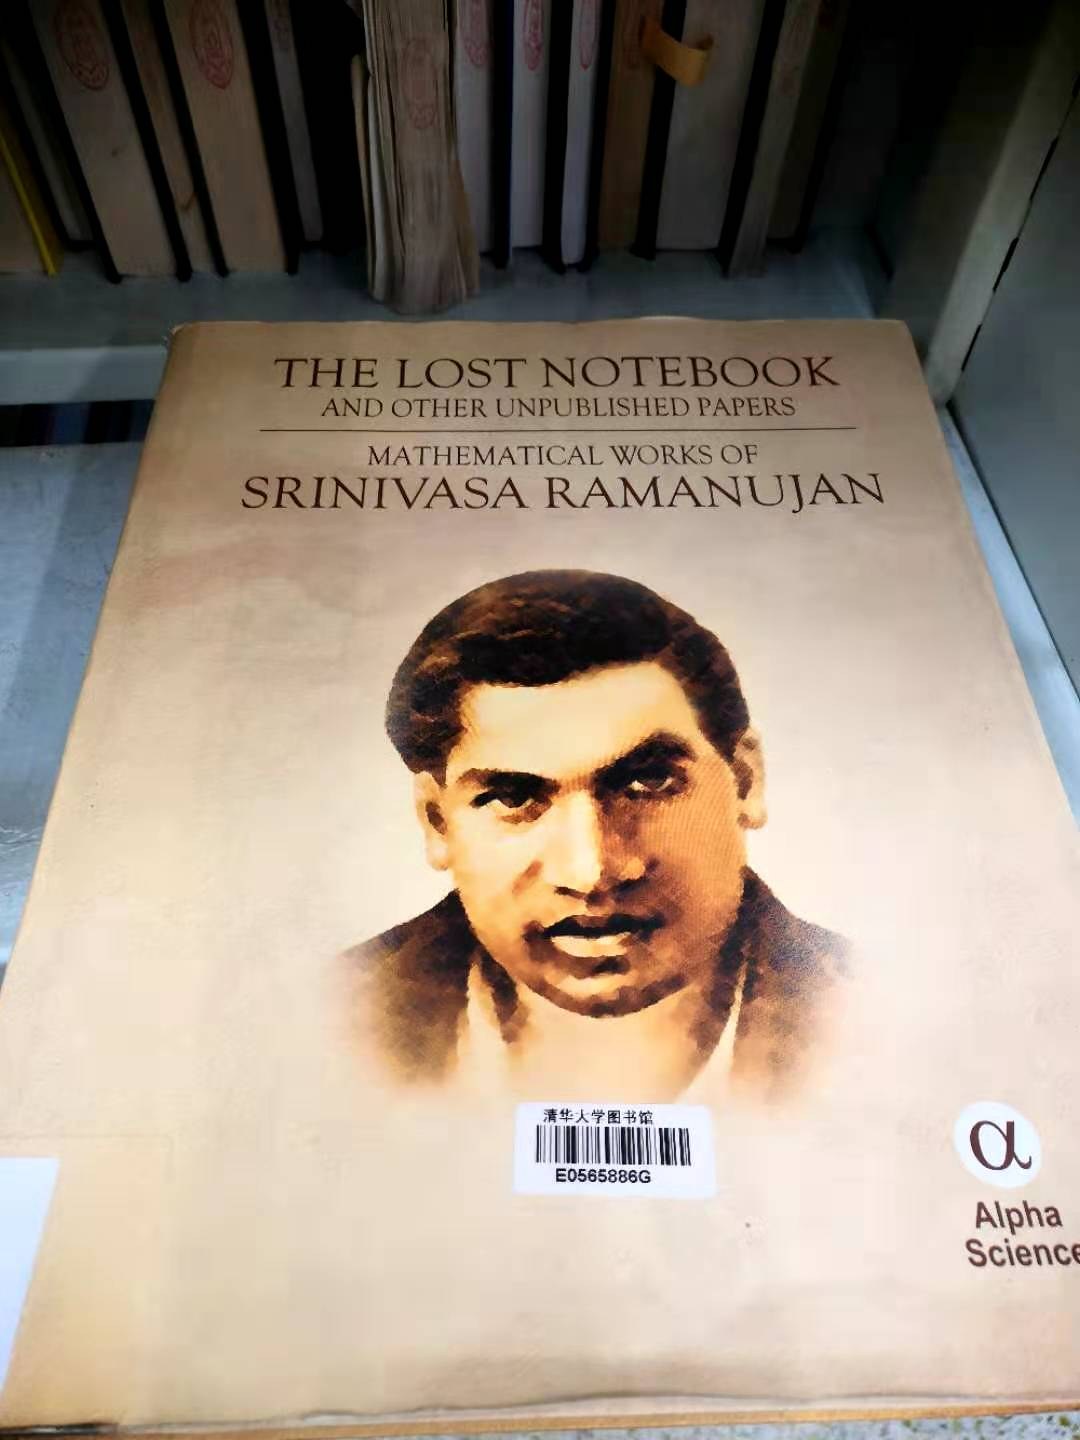 THE LOST NOTEBOOK
AND OTHER UNPUBLISHED PAPERS
MATHEMATICAL WORKS OF
SRINIVASA RAMANUJAN
清华大学图书馆
E0565886G
α
Alpha
Science